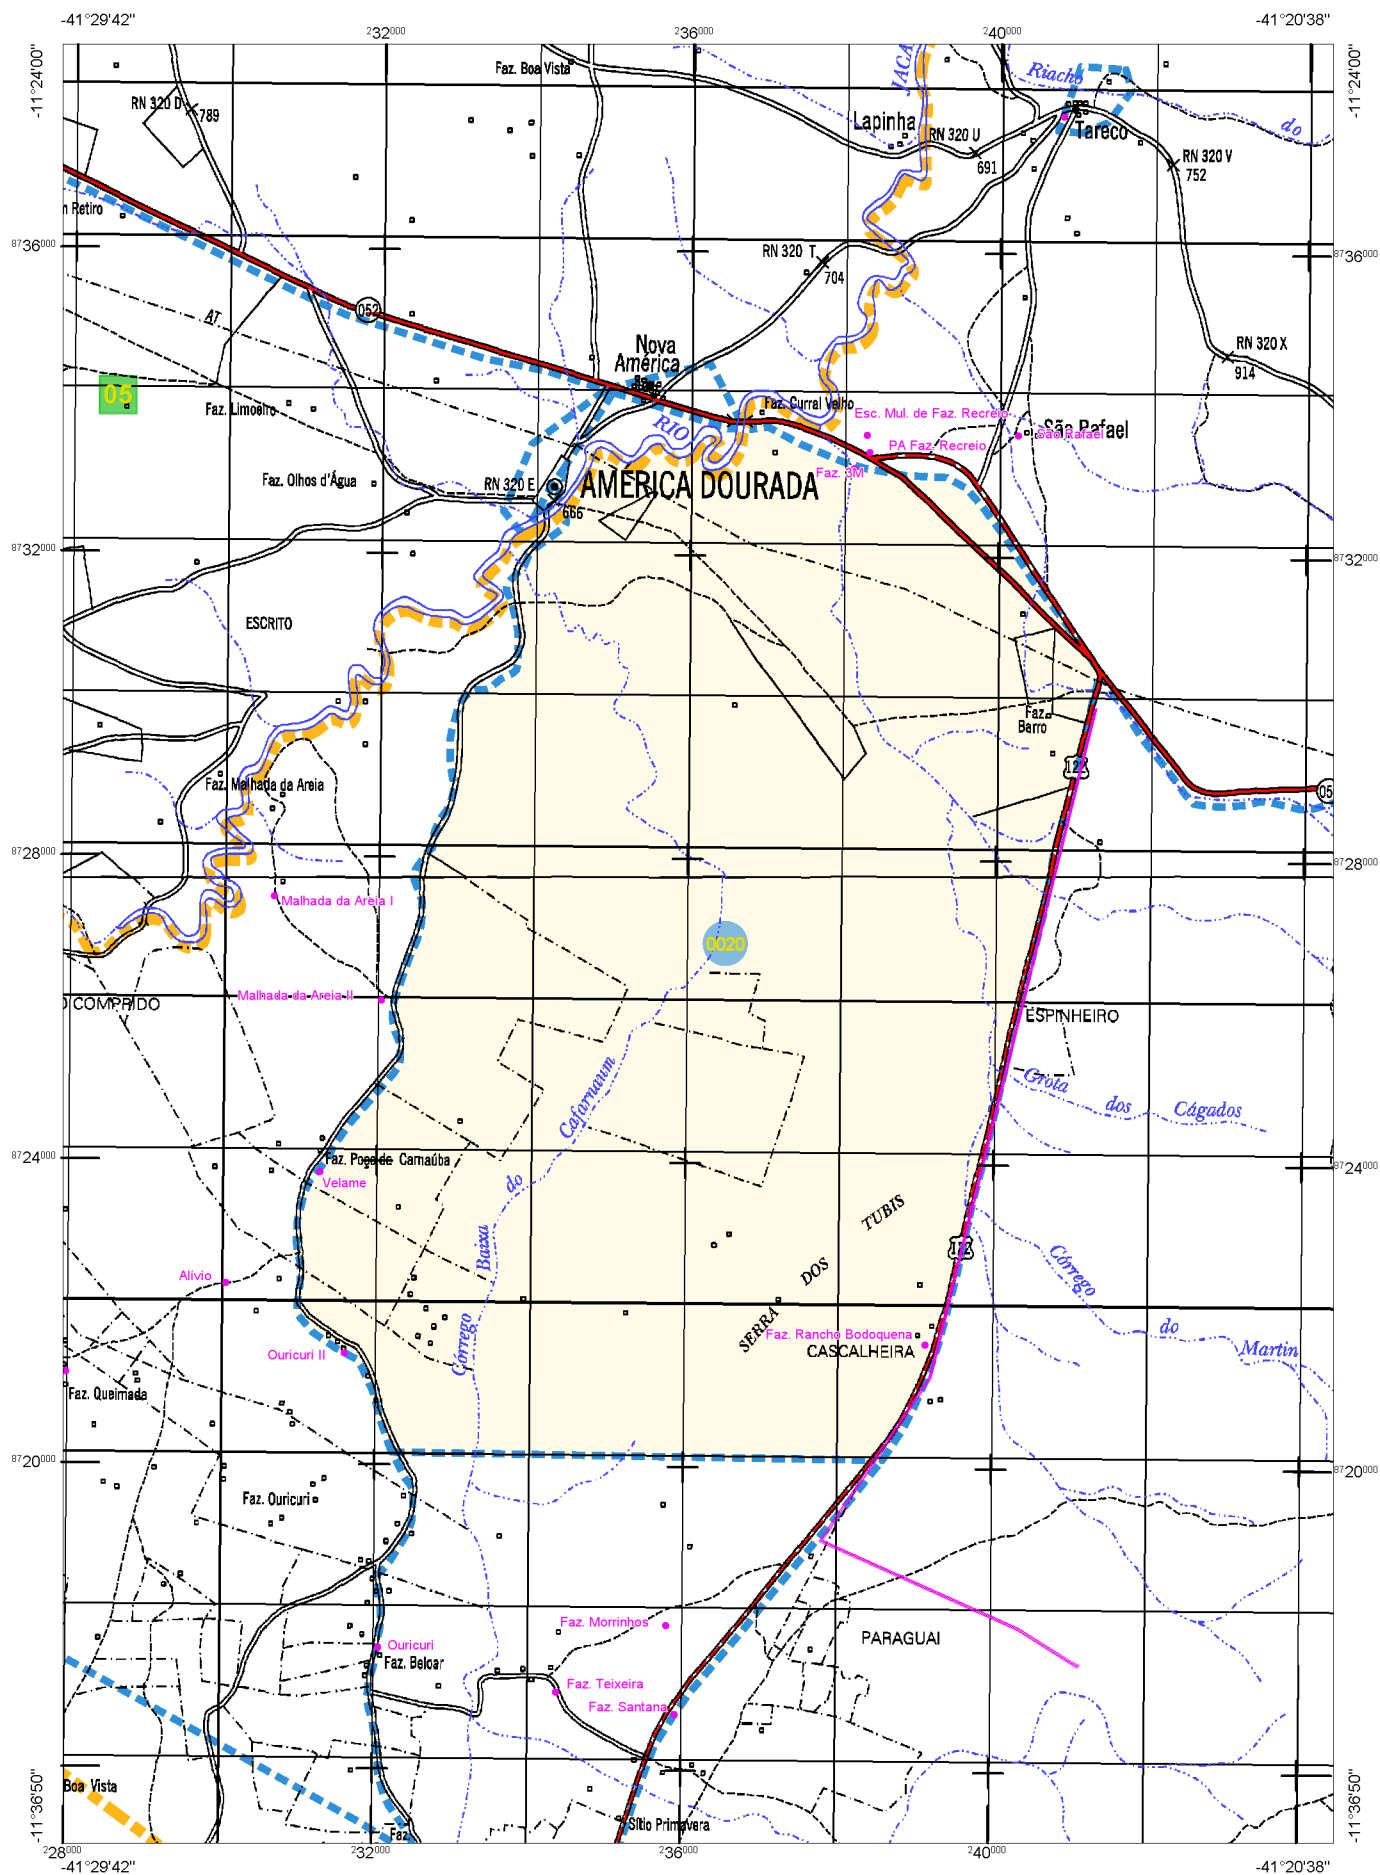 -41°29'42"
-41°20'38"
232000
236000
240000
-11°24'00"
-11°24'00"
Faz. Boa Vista
JACA
Riacho
do
RN 320 D
789
Lapinha
RN 320 U
691
Tareco
RN 320 V
752
n Retiro
8736000
8736000
RN 320 T
704
AT
052
Nova
América
RN 320 X
914
05
Faz. Limoeiro
Faz. Curral Velho
RIO
Esc. Mul. de Faz. Recreio
São Rafael
São Rafael
PA Faz. Recreio
Faz. 3M
Faz. Olhos d'Água
RN 320 E
666
AMÉRICA DOURADA
8732000
8732000
ESCRITO
Faz.
Barro
122
Faz. Malhada da Areia
05
8728000
8728000
Malhada da Areia I
0020
Malhada da Areia II
O COMPRIDO
ESPINHEIRO
Grota
dos
Cágados
Cafarnaum
do
Baixa
Córrego
8724000
8724000
Faz. Poço de Carnaúba
Velame
TUBIS
DOS
SERRA
122
Córrego
do
Martin
Alivio
Faz. Rancho Bodoquena
CASCALHEIRA
Ouricuri II
Faz. Queimada
8720000
8720000
Faz. Ouricuri
Faz. Morrinhos
PARAGUAI
Ouricuri
Faz. Beloar
Faz. Teixeira
Faz. Santana
Boa Vista
Sítio Primavera
Faz.
-11°36'50"
-11°36'50"
228000
232000
236000
240000
-41°29'42"
-41°20'38"